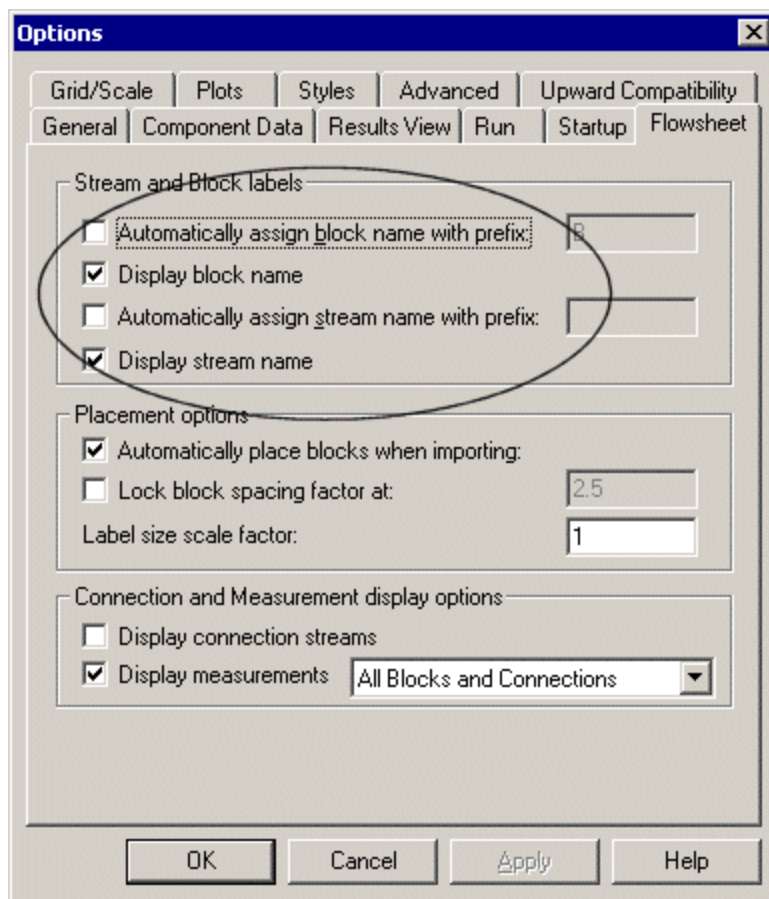 Options
Grid/Scale Plots Styles Advanced Upward Compatibility
General Component Data Results View Run Startup Flowsheet
Stream and Block labels
Automatically assign block name with prefix: B
Display block name
Automatically assign stream name with prefix:
Display stream name
Placement options
Automatically place blocks when importing:
Lock block spacing factor at: 2.5
Label size scale factor: 1
Connection and Measurement display options
Display connection streams
Display measurements All Blocks and Connections
OK Cancel Apply Help